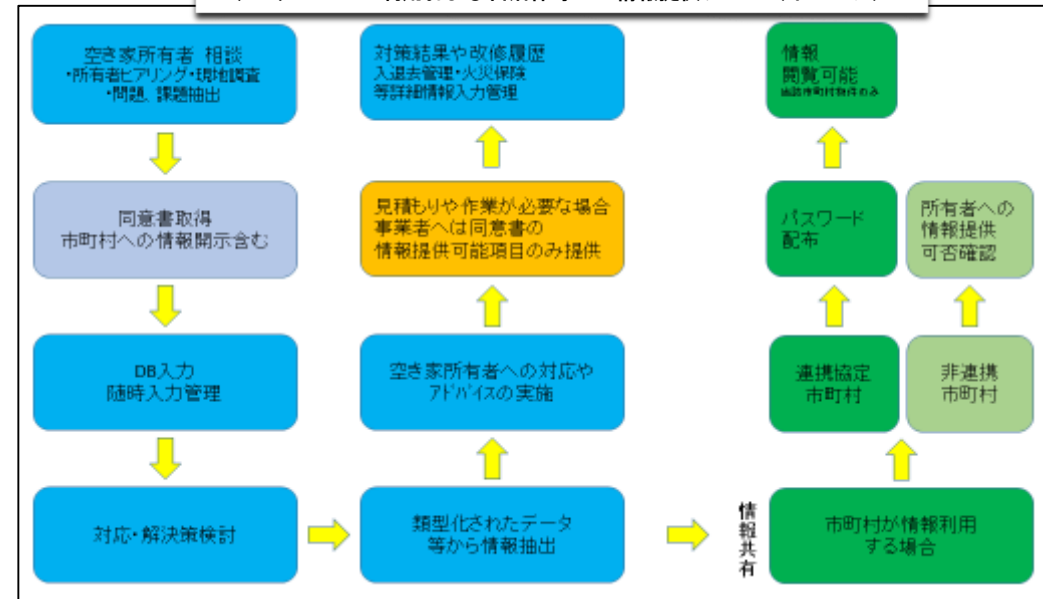 空き家所有者 相談
・所有者ヒアリング・現地調査
・問題、課題抽出
同意書取得
市町村への情報開示含む
DB入力
随時入力管理
対応・解決策検討
対策結果や改修履歴
入退去管理・火災保険
等詳細情報入力管理
見積もりや作業が必要な場合
事業者へは同意書の
情報提供可能項目のみ提供
空き家所有者への対応や
アドバイスの実施
類型化されたデータ
等から情報抽出
情報
閲覧可能
当該市町村物件のみ
パスワード
配布
所有者への
情報提供
可否確認
連携協定
市町村
非連携
市町村
情報共有
市町村が情報利用
する場合